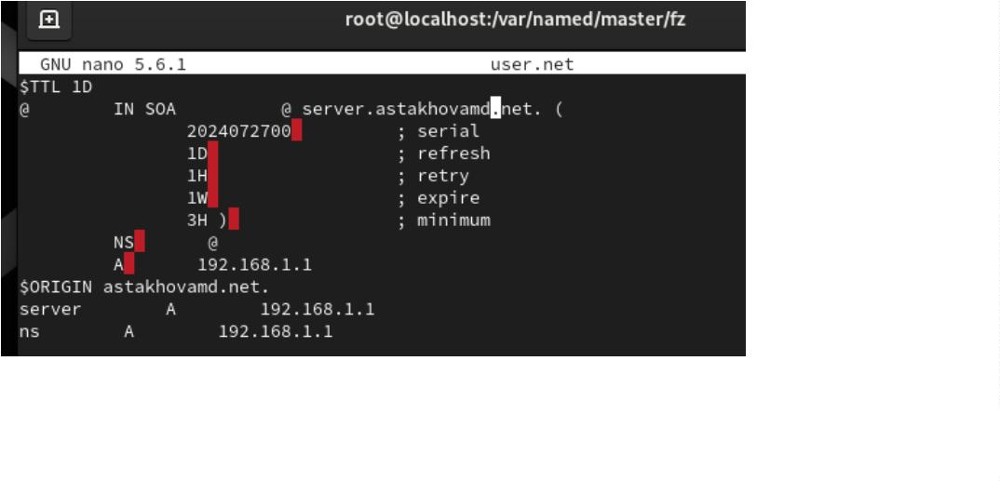 root@localhost:/var/named/master/fz
GNU nano 5.6.1 user.net
$TTL 1D
@ IN SOA @ server.astakhovamd.net. (
2024072700 ; serial
1D ; refresh
1H ; retry
1W ; expire
3H ) ; minimum
NS @
A 192.168.1.1
$ORIGIN astakhovamd.net.
server A 192.168.1.1
ns A 192.168.1.1